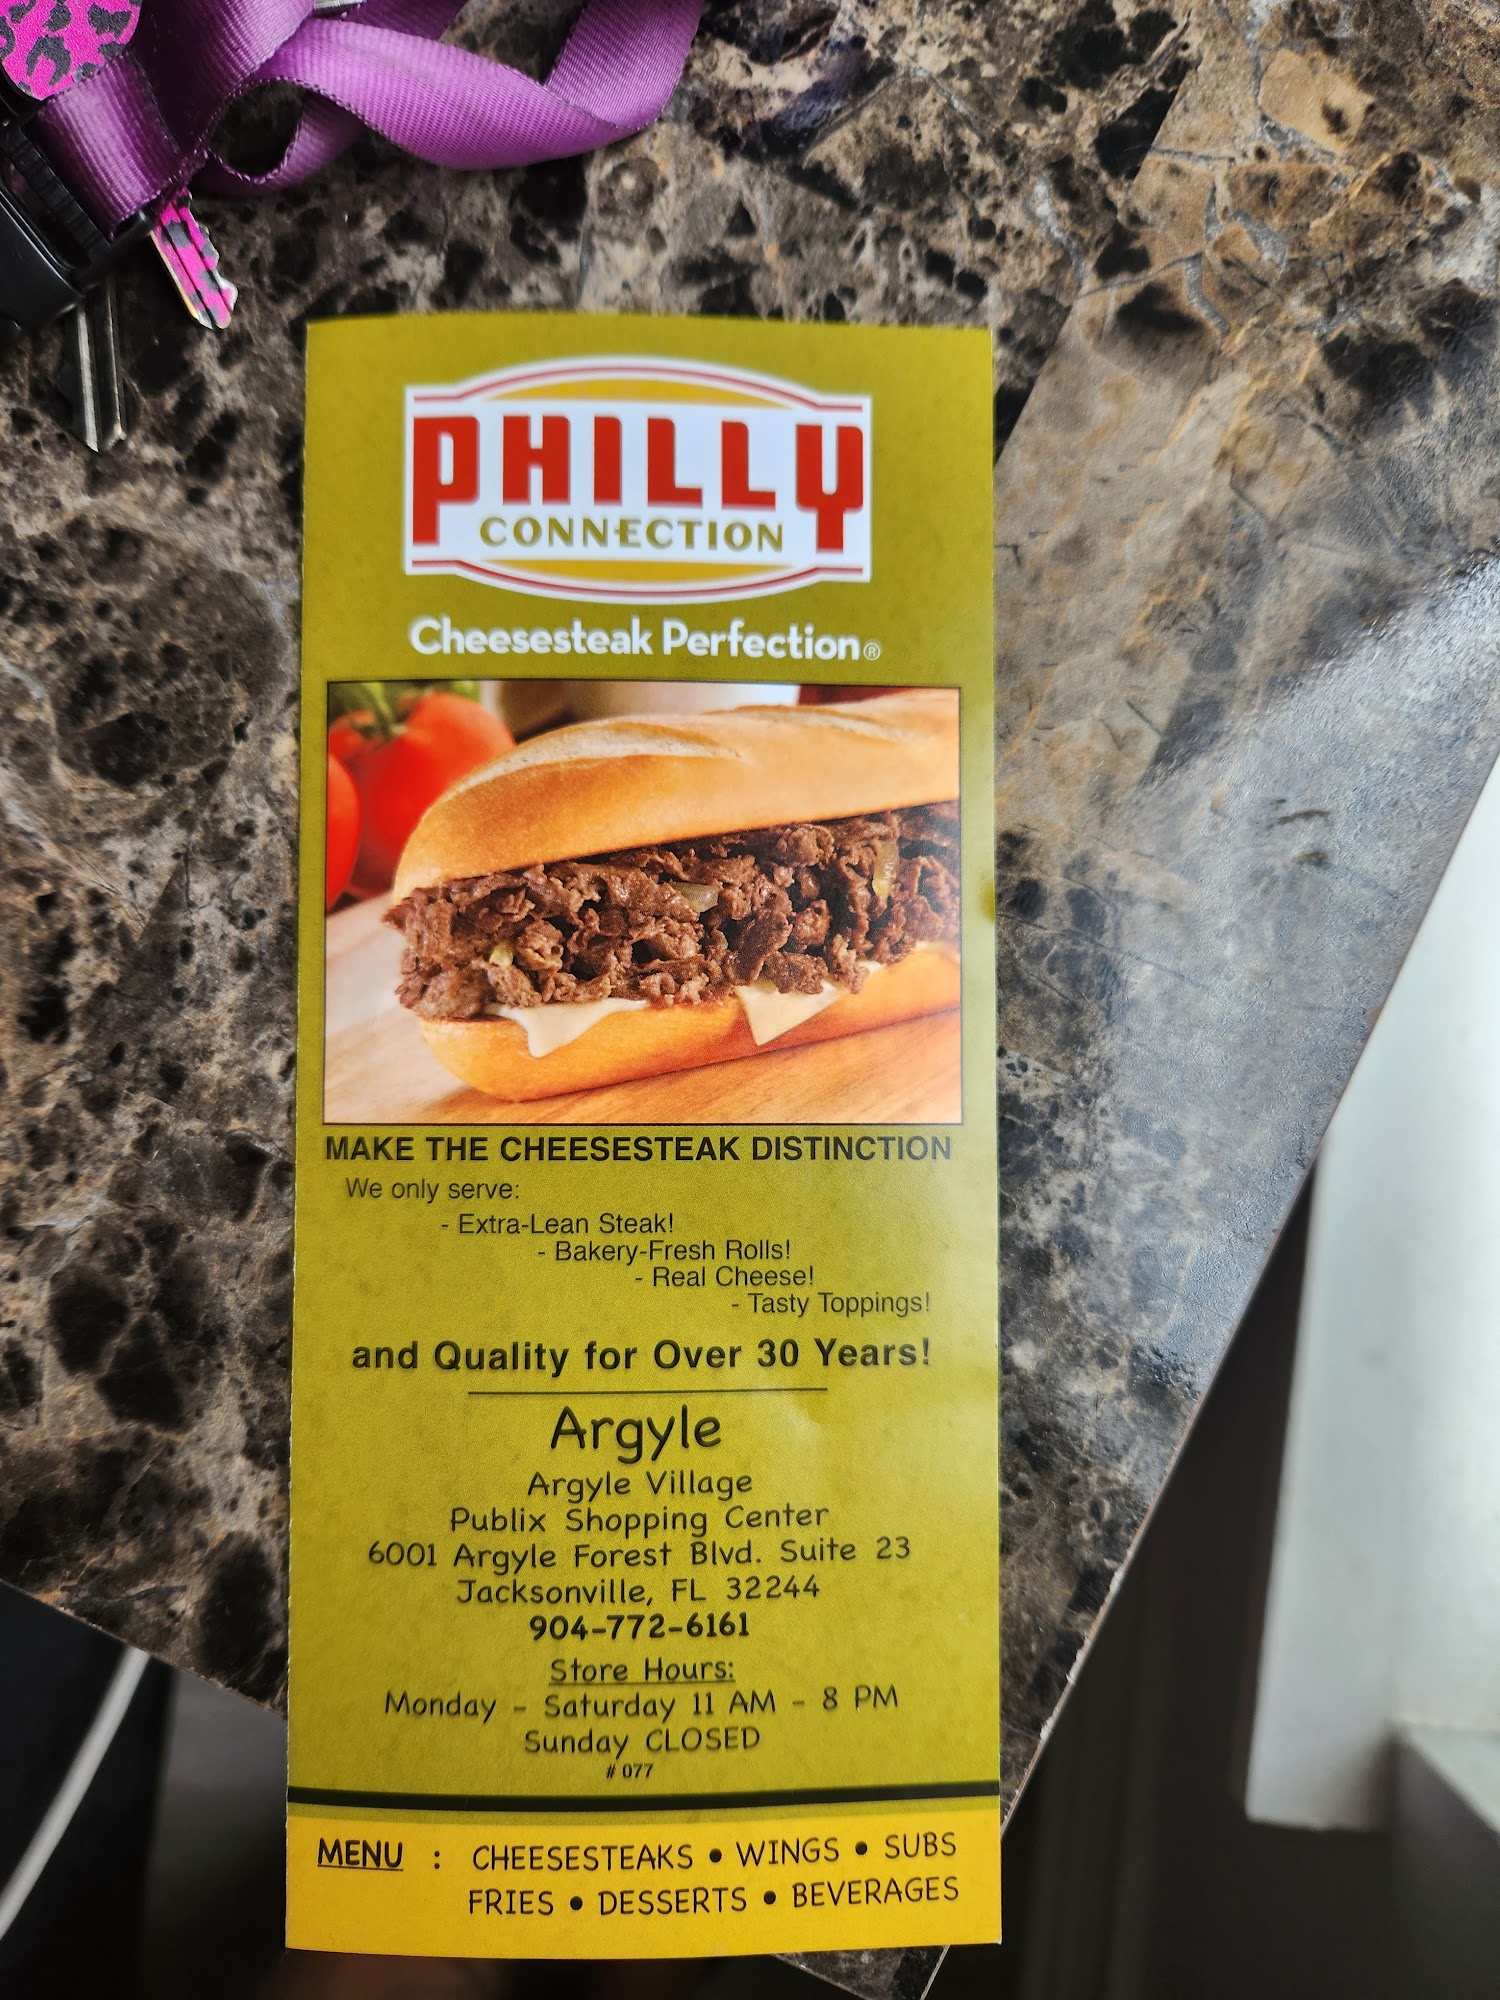 PHILLY
CONNECTION
Cheesesteak Perfection®
MAKE THE CHEESESTEAK DISTINCTION
We only serve:
- Extra-Lean Steak!
- Bakery-Fresh Rolls!
- Real Cheese!
- Tasty Toppings!
and Quality for Over 30 Years!
Argyle
Argyle Village
Publix Shopping Center
6001 Argyle Forest Blvd. Suite 23
Jacksonville, FL 32244
904-772-6161
Store Hours:
Monday - Saturday 11 AM - 8 PM
Sunday CLOSED
# 077
MENU : CHEESESTEAKS • WINGS • SUBS
FRIES • DESSERTS • BEVERAGES